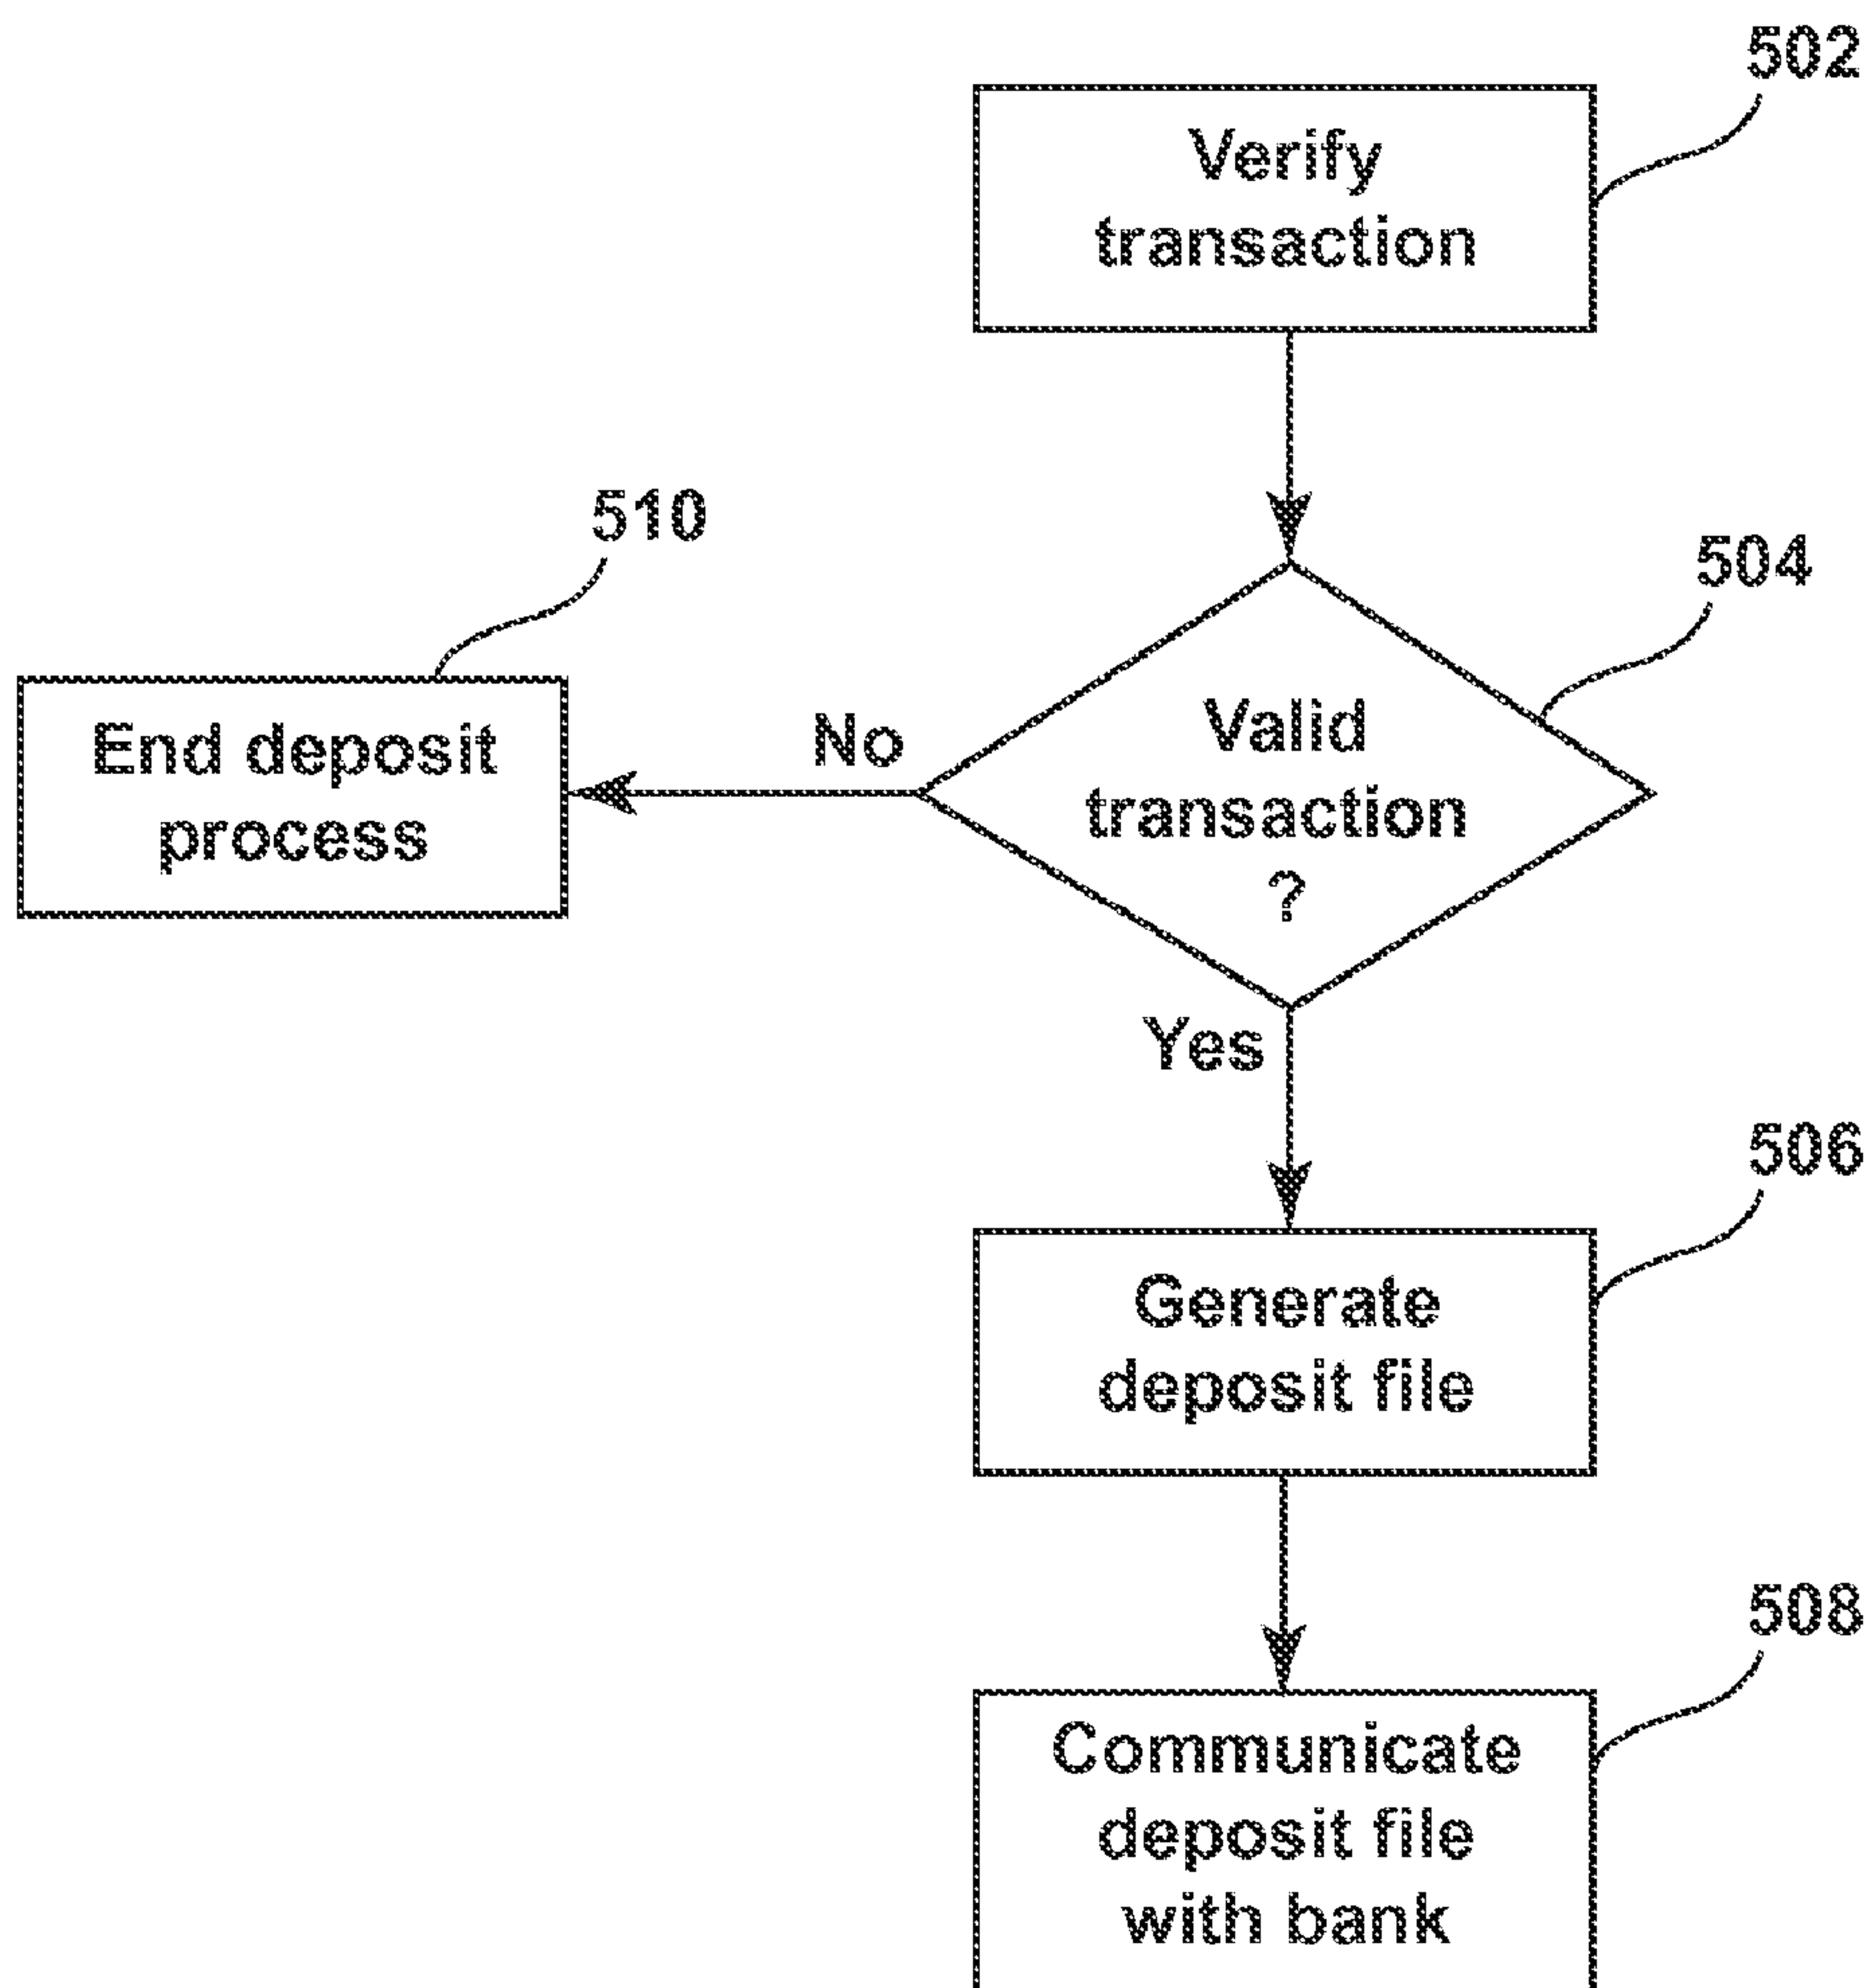 502
Verify
transaction
510
504
End deposit
process
No
Valid
transaction
?
Yes
506
Generate
deposit file
508
Communicate
deposit file
with bank